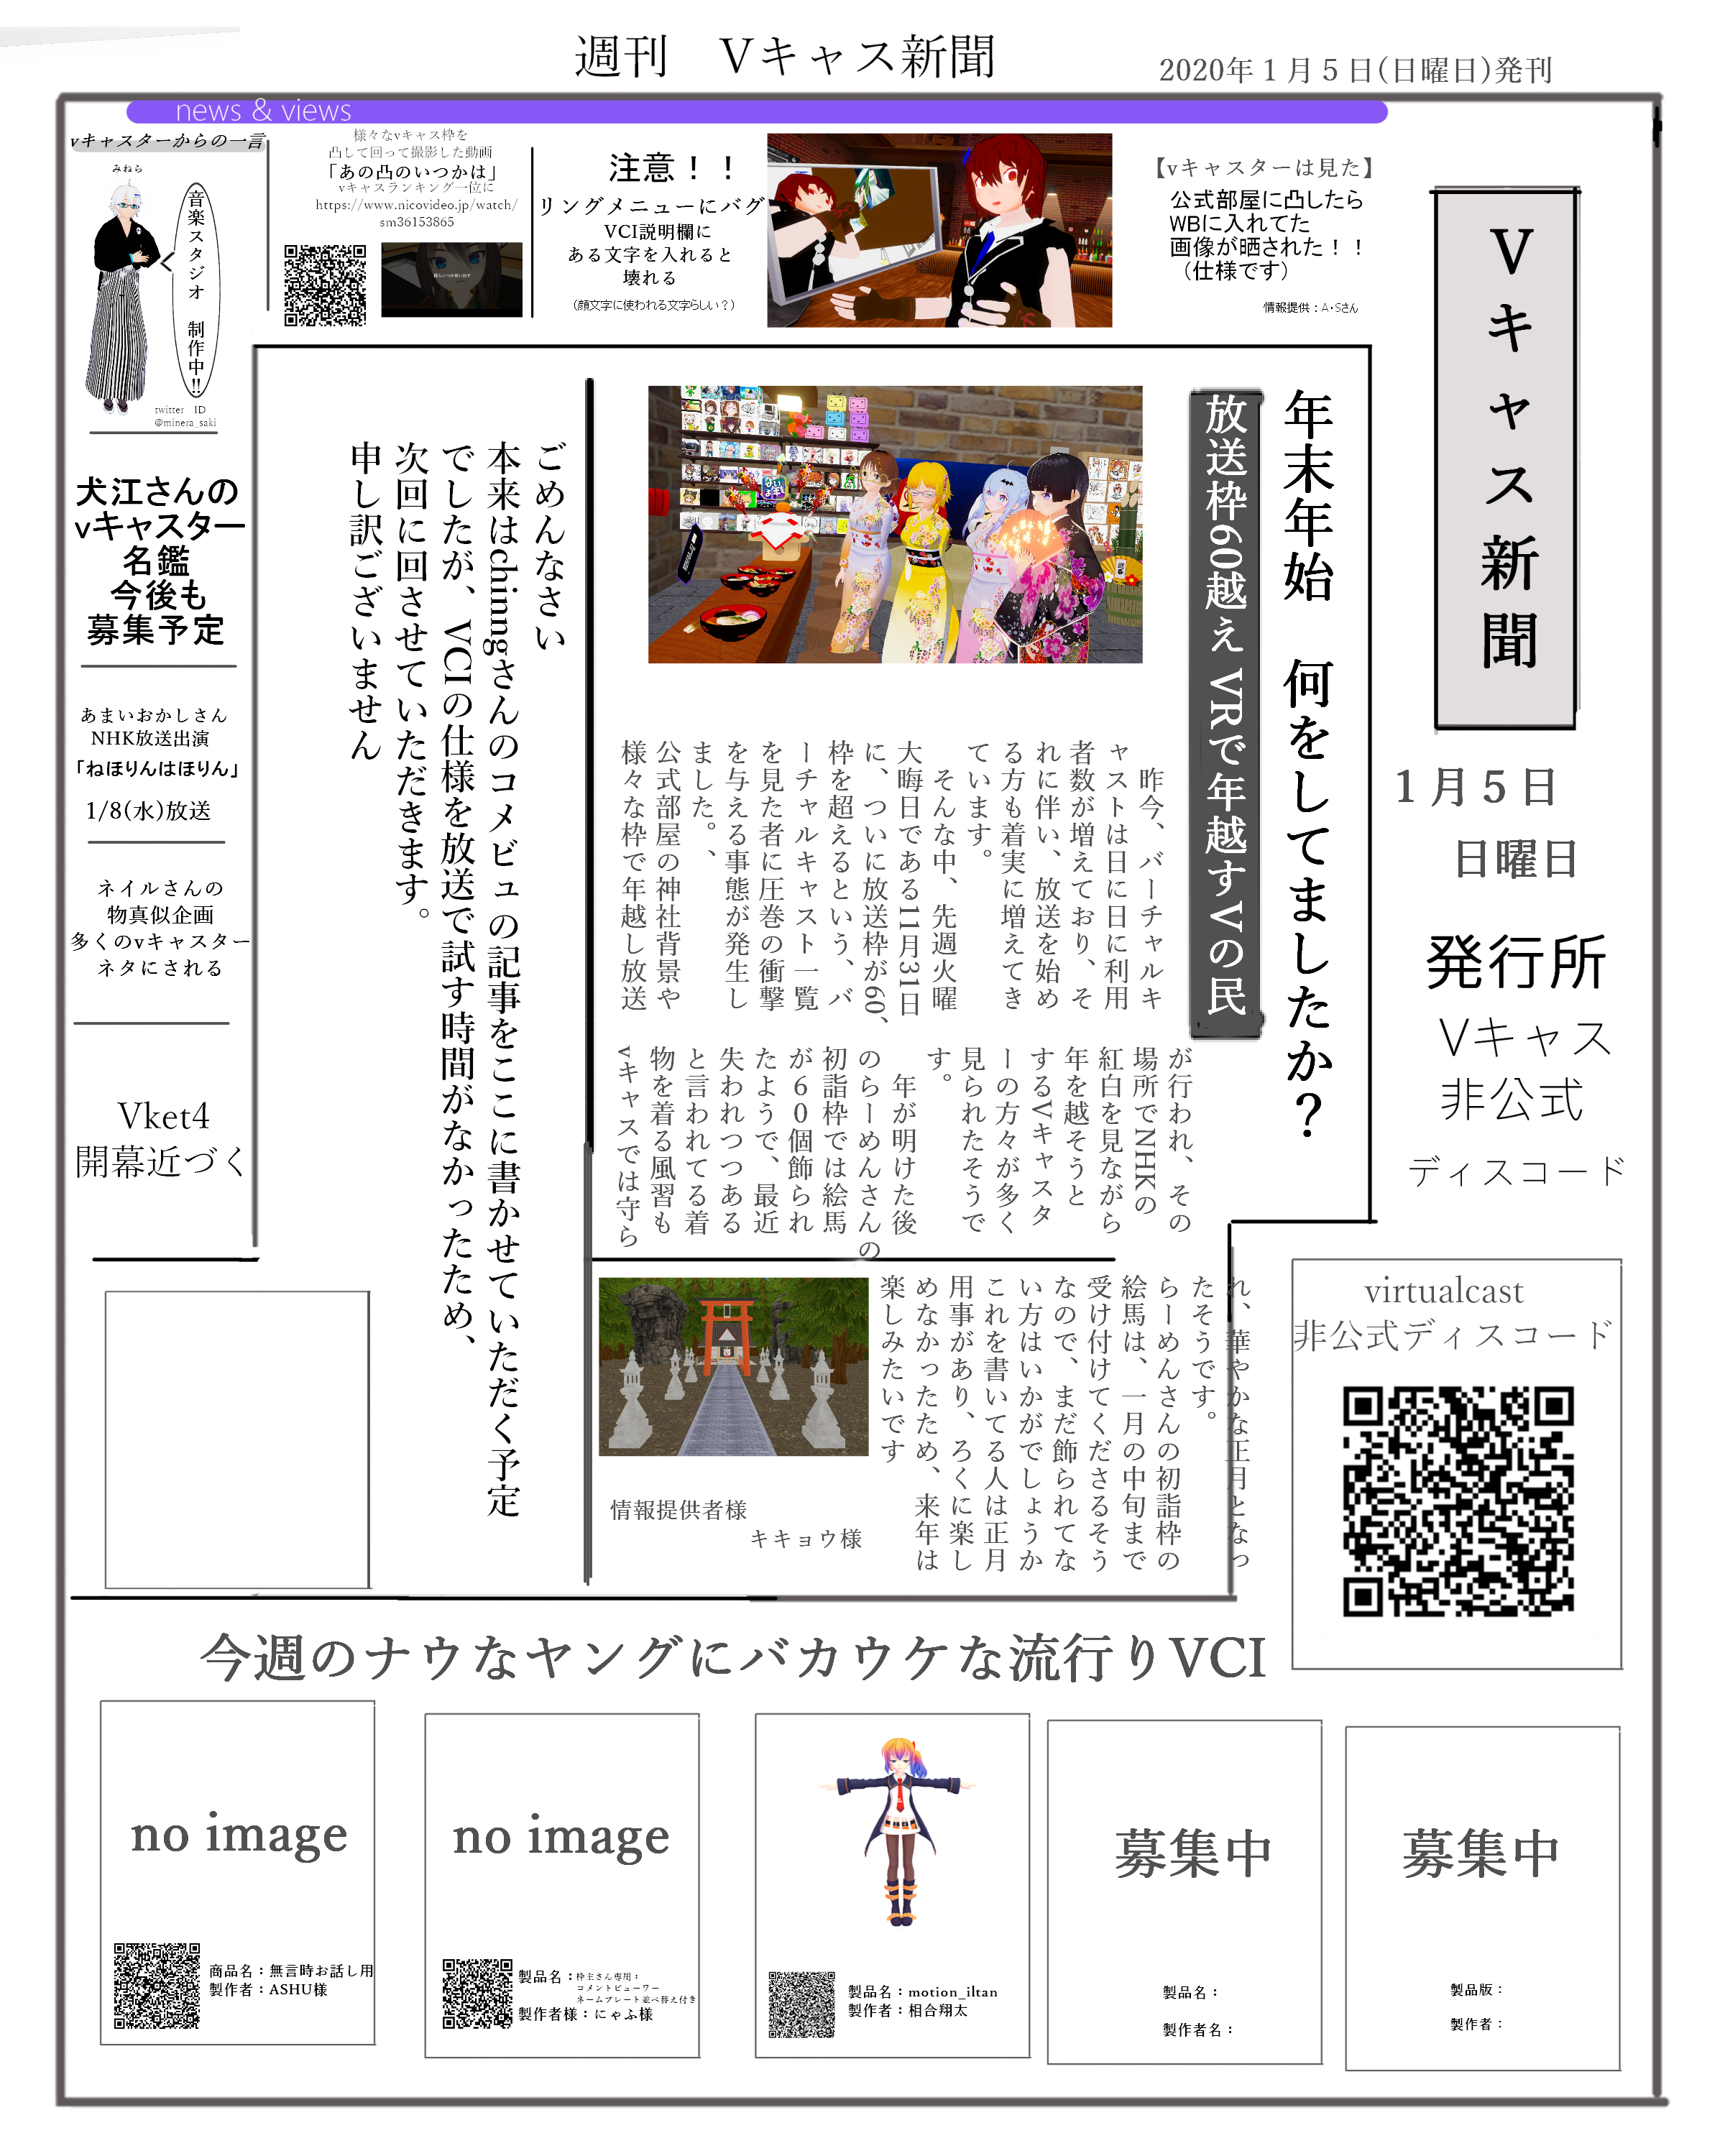 週刊　Vキャス新聞
2020年１月５日(日曜日)発刊
news & views
vキャスターからの一言
みねら
音楽スタジオ　制作中!!
twitter　ID
@minera_saki
様々なvキャス枠を
凸して回って撮影した動画
「あの凸のいつかは」
vキャスランキング一位に
https://www.nicovideo.jp/watch/
sm36153865
注意！！
リングメニューにバグ
VCI説明欄に
ある文字を入れると
壊れる
（顔文字に使われる文字らしい？）
【vキャスターは見た】
公式部屋に凸したら
WBに入れてた
画像が晒された！！
（仕様です）
情報提供：A・Sさん
Vキャス新聞
１月５日
日曜日
発行所
Vキャス
非公式
ディスコード
年末年始　何をしてましたか？
放送枠60越え VRで年越すVの民
昨今、バーチャルキ
ャストは日に日に利用
者数が増えており、そ
れに伴い、放送を始め
る方も着実に増えてき
ています。
そんな中、先週火曜
大晦日である11月31日
に、ついに放送枠が60、
枠を超えるという、バ
ーチャルキャスト一覧
を見た者に圧巻の衝撃
を与える事態が発生し
ました。、
公式部屋の神社背景や
様々な枠で年越し放送
が行われ、その
場所でNHKの
紅白を見ながら
年を越そうと
するVキャスタ
ーの方々が多く
見られたそうで
す。
年が明けた後
のらーめんさんの
初詣枠では絵馬
が６０個飾られ
たようで、最近
失われつつある
と言われてる着
物を着る風習も
vキャスでは守ら
れ、華やかな正月となっ
たそうです。
らーめんさんの初詣枠の
絵馬は、一月の中旬まで
受け付けてくださるそう
なので、まだ飾られてな
い方はいかがでしょうか
これを書いてる人は正月
用事があり、ろくに楽し
めなかったため、来年は
楽しみたいです
情報提供者様
キキョウ様
ごめんなさい
本来はchinngさんのコメビュの記事をここに書かせていただく予定
でしたが、VCIの仕様を放送で試す時間がなかったため、
次回に回させていただきます。
申し訳ございません
犬江さんの
vキャスター
名鑑
今後も
募集予定
あまいおかしさん
NHK放送出演
「ねほりんはほりん」
1/8(水)放送
ネイルさんの
物真似企画
多くのvキャスター
ネタにされる
Vket4
開幕近づく
virtualcast
非公式ディスコード
今週のナウなヤングにバカウケな流行りVCI
no image
商品名：無言時お話し用
製作者：ASHU様
no image
製品名：枠主さん専用：
コメントビューワー
ネームプレート並べ替え付き
製作者様：にゃふ様
製品名：motion_iltan
製作者：相合翔太
募集中
製品名：
製作者名：
募集中
製品版：
製作者：